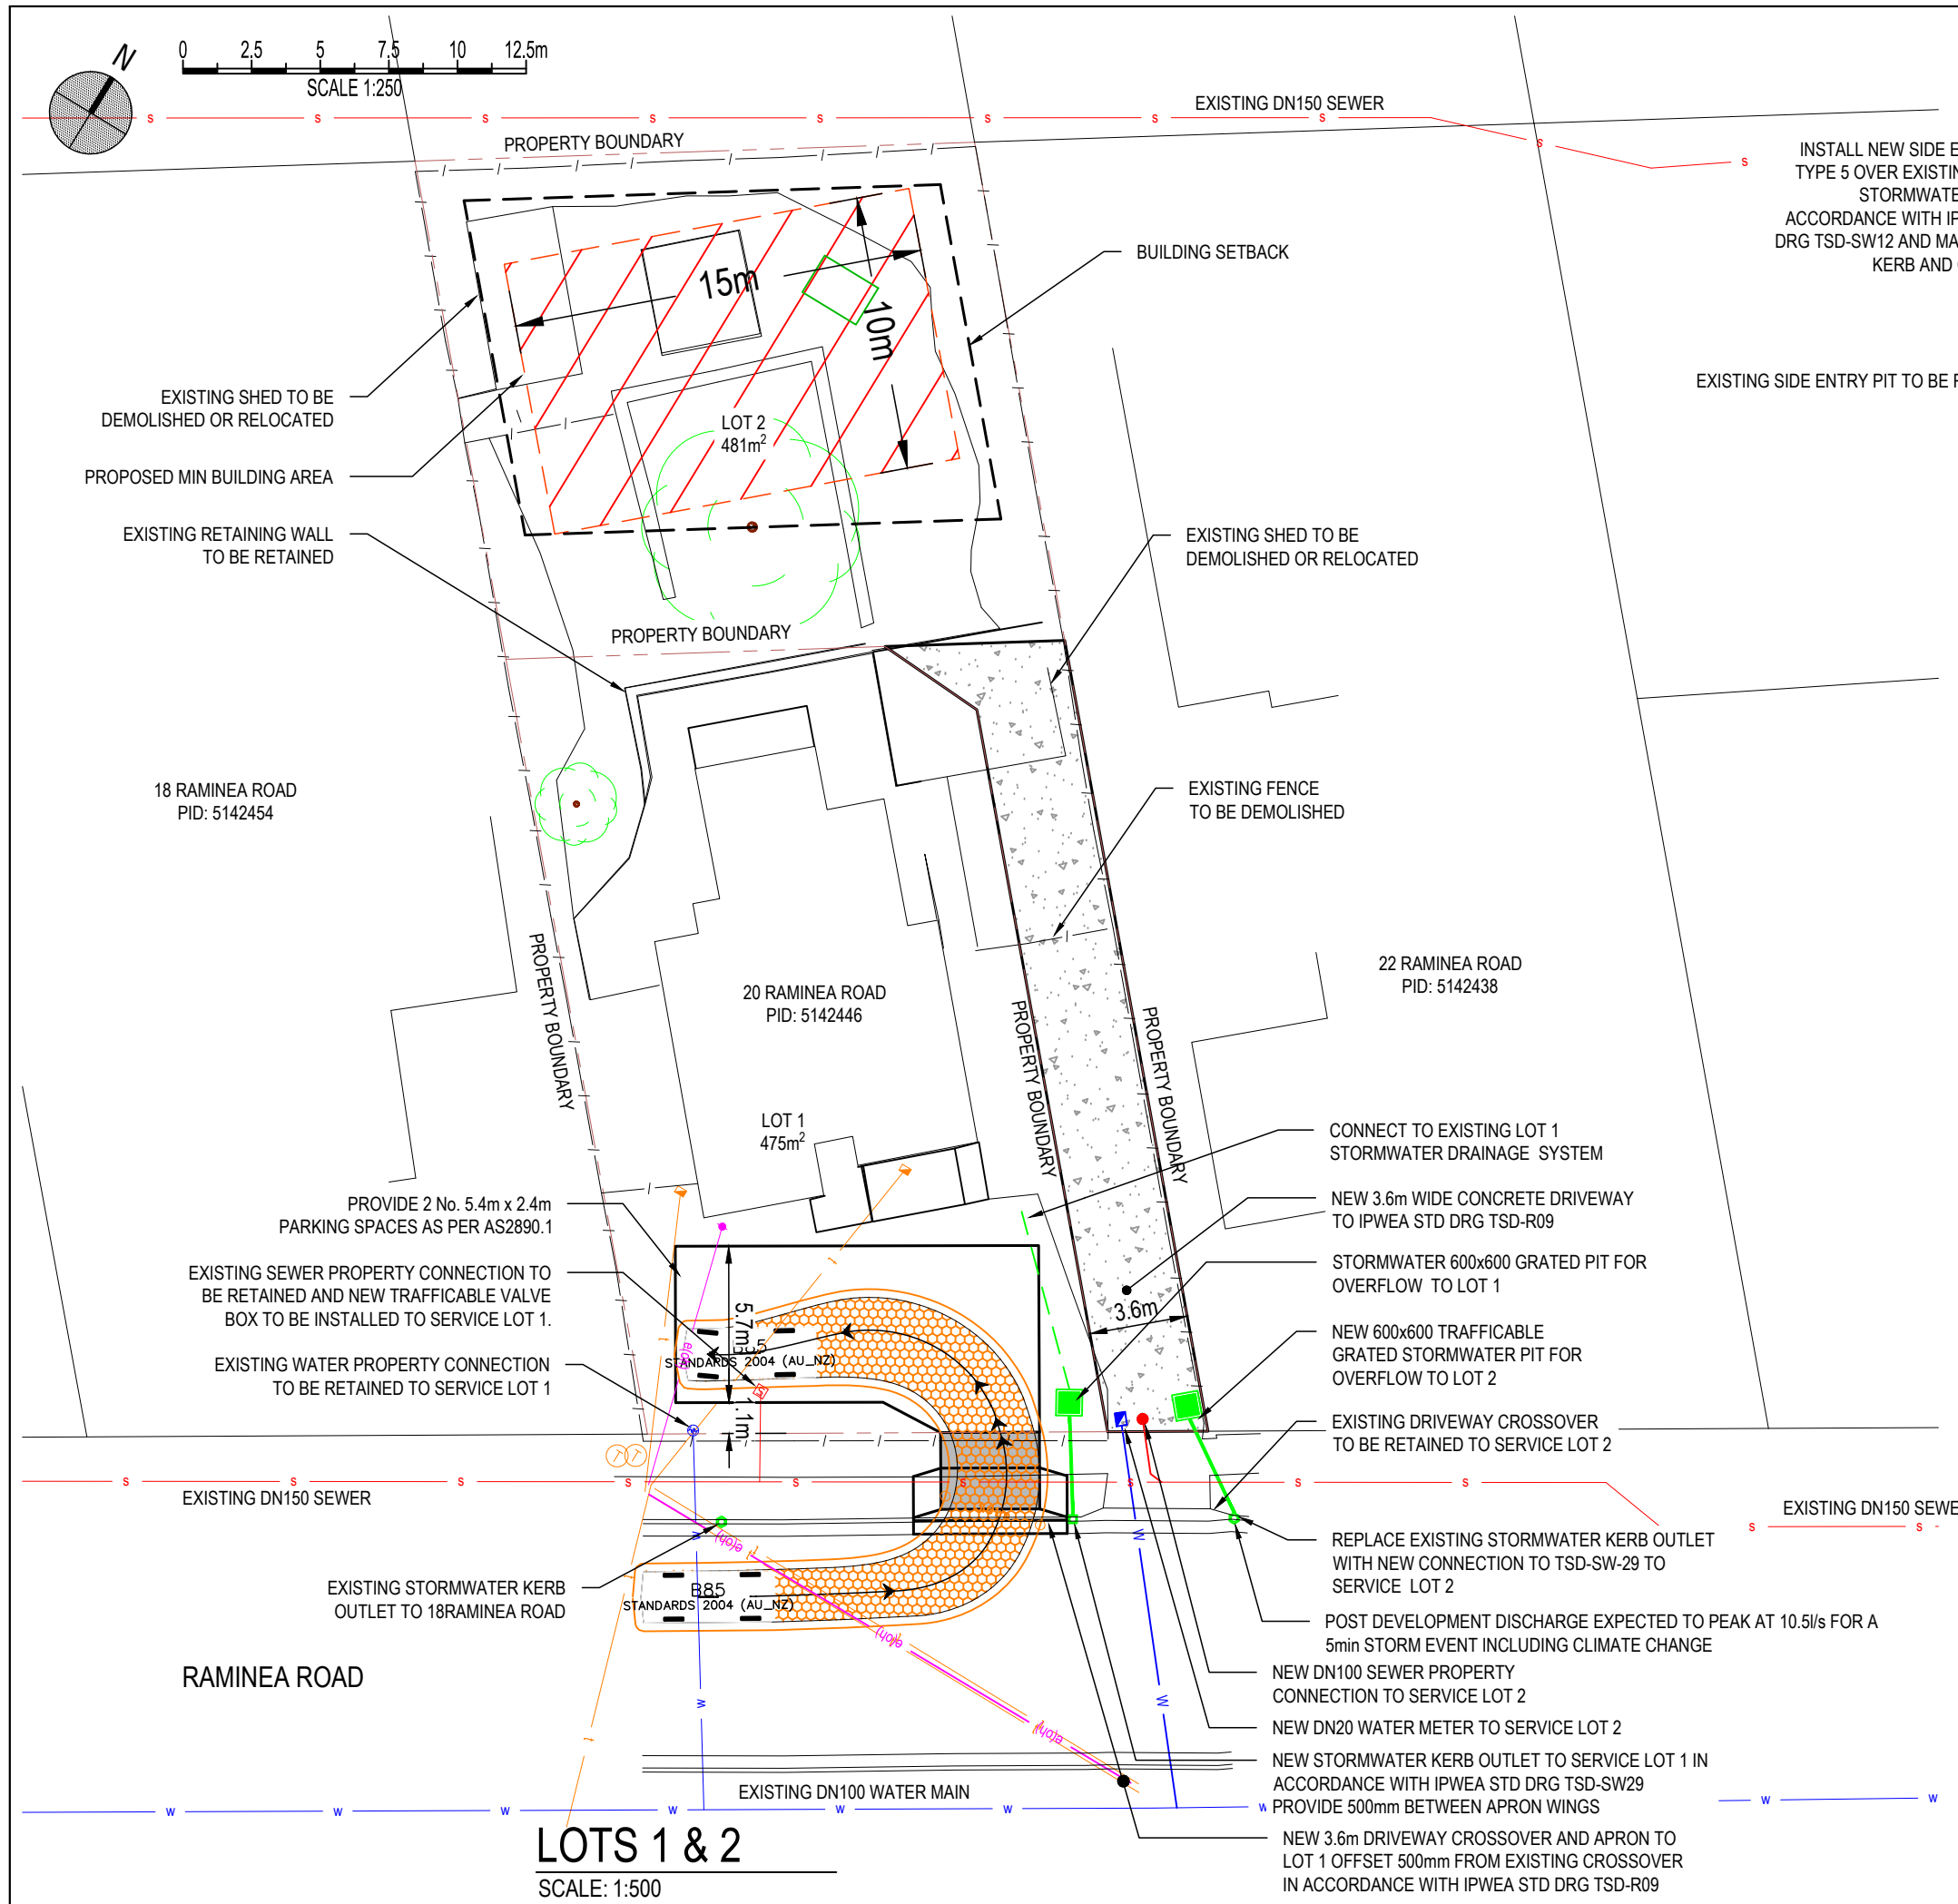 N
0 2.5 5 7.5 10 12.5m
SCALE 1:250
EXISTING DN150 SEWER
PROPERTY BOUNDARY
INSTALL NEW SIDE E
TYPE 5 OVER EXISTIN
STORMWATE
ACCORDANCE WITH IP
DRG TSD-SW12 AND MA
KERB AND
BUILDING SETBACK
15m
10m
EXISTING SIDE ENTRY PIT TO BE
EXISTING SHED TO BE
DEMOLISHED OR RELOCATED
LOT 2
481m²
PROPOSED MIN BUILDING AREA
EXISTING RETAINING WALL
TO BE RETAINED
EXISTING SHED TO BE
DEMOLISHED OR RELOCATED
PROPERTY BOUNDARY
18 RAMINEA ROAD
PID: 5142454
EXISTING FENCE
TO BE DEMOLISHED
PROPERTY BOUNDARY
20 RAMINEA ROAD
PID: 5142446
22 RAMINEA ROAD
PID: 5142438
PROPERTY BOUNDARY
PROPERTY BOUNDARY
LOT 1
475m²
CONNECT TO EXISTING LOT 1
STORMWATER DRAINAGE SYSTEM
PROVIDE 2 No. 5.4m x 2.4m
PARKING SPACES AS PER AS2890.1
NEW 3.6m WIDE CONCRETE DRIVEWAY
TO IPWEA STD DRG TSD-R09
EXISTING SEWER PROPERTY CONNECTION TO
BE RETAINED AND NEW TRAFFICABLE VALVE
BOX TO BE INSTALLED TO SERVICE LOT 1.
STORMWATER 600x600 GRATED PIT FOR
OVERFLOW TO LOT 1
3.6m
5.7m
STANDARDS 2004 (AU_NZ)
NEW 600x600 TRAFFICABLE
GRATED STORMWATER PIT FOR
OVERFLOW TO LOT 2
EXISTING WATER PROPERTY CONNECTION
TO BE RETAINED TO SERVICE LOT 1
1.1m
EXISTING DRIVEWAY CROSSOVER
TO BE RETAINED TO SERVICE LOT 2
EXISTING DN150 SEWER
EXISTING DN150 SEWE
REPLACE EXISTING STORMWATER KERB OUTLET
WITH NEW CONNECTION TO TSD-SW-29 TO
SERVICE LOT 2
EXISTING STORMWATER KERB
OUTLET TO 18RAMINEA ROAD
B85
STANDARDS 2004 (AU_NZ)
e(oh)
e(oh)
e(oh)
e(oh)
POST DEVELOPMENT DISCHARGE EXPECTED TO PEAK AT 10.5l/s FOR A
5min STORM EVENT INCLUDING CLIMATE CHANGE
RAMINEA ROAD
NEW DN100 SEWER PROPERTY
CONNECTION TO SERVICE LOT 2
NEW DN20 WATER METER TO SERVICE LOT 2
NEW STORMWATER KERB OUTLET TO SERVICE LOT 1 IN
ACCORDANCE WITH IPWEA STD DRG TSD-SW29
PROVIDE 500mm BETWEEN APRON WINGS
EXISTING DN100 WATER MAIN
NEW 3.6m DRIVEWAY CROSSOVER AND APRON TO
LOT 1 OFFSET 500mm FROM EXISTING CROSSOVER
IN ACCORDANCE WITH IPWEA STD DRG TSD-R09
LOTS 1 & 2
SCALE: 1:500